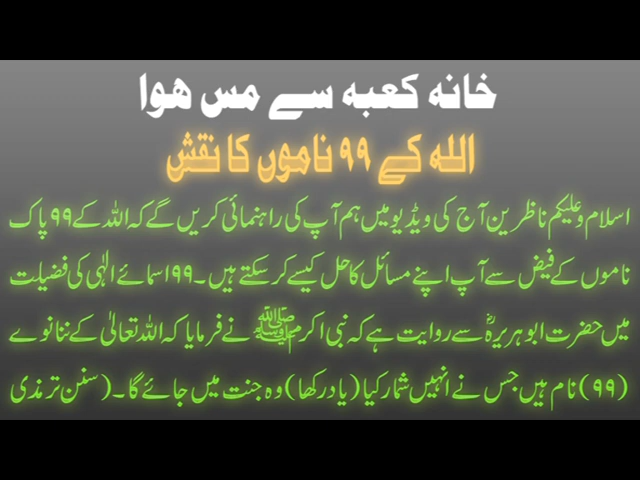 خانہ کعبہ سے مس ھوا
اللہ کے ۹۹ ناموں کا نقش
اسلام وعلیکم ناظرین آج کی ویڈیو میں ہم آپ کی راہنمائی کریں گے کہ اللہ کے ۹۹ پاک
ناموں کے فیض سے آپ اپنے مسائل کا حل کیسے کر سکتے ہیں۔ ۹۹ اسمائے الٰہی کی فضیلت
میں حضرت ابو ہریرہؓ سے روایت ہے کہ نبی اکرم ﷺ نے فرمایا کہ اللہ تعالیٰ کے ننانوے
(۹۹) نام ہیں جس نے انہیں شمار کیا (یاد رکھا) وہ جنت میں جائے گا۔ (سنن ترمذی